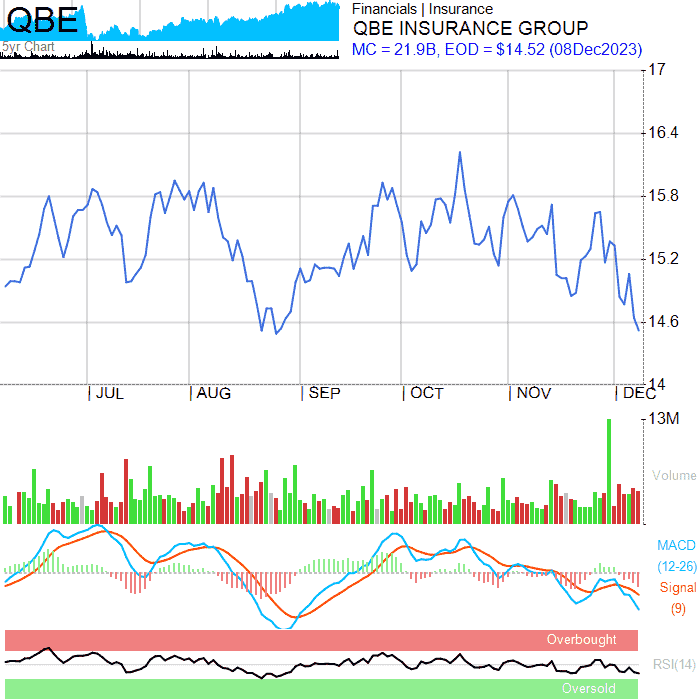 QBE
5yr Chart
Financials | Insurance
QBE INSURANCE GROUP
MC = 21.9B, EOD = $14.52 (08Dec2023)
17
16.4
15.8
15.2
14.6
14
JUL AUG SEP OCT NOV DEC
13M
Volume
MACD
(12-26)
Signal
(9)
Overbought
RSI(14)
Oversold